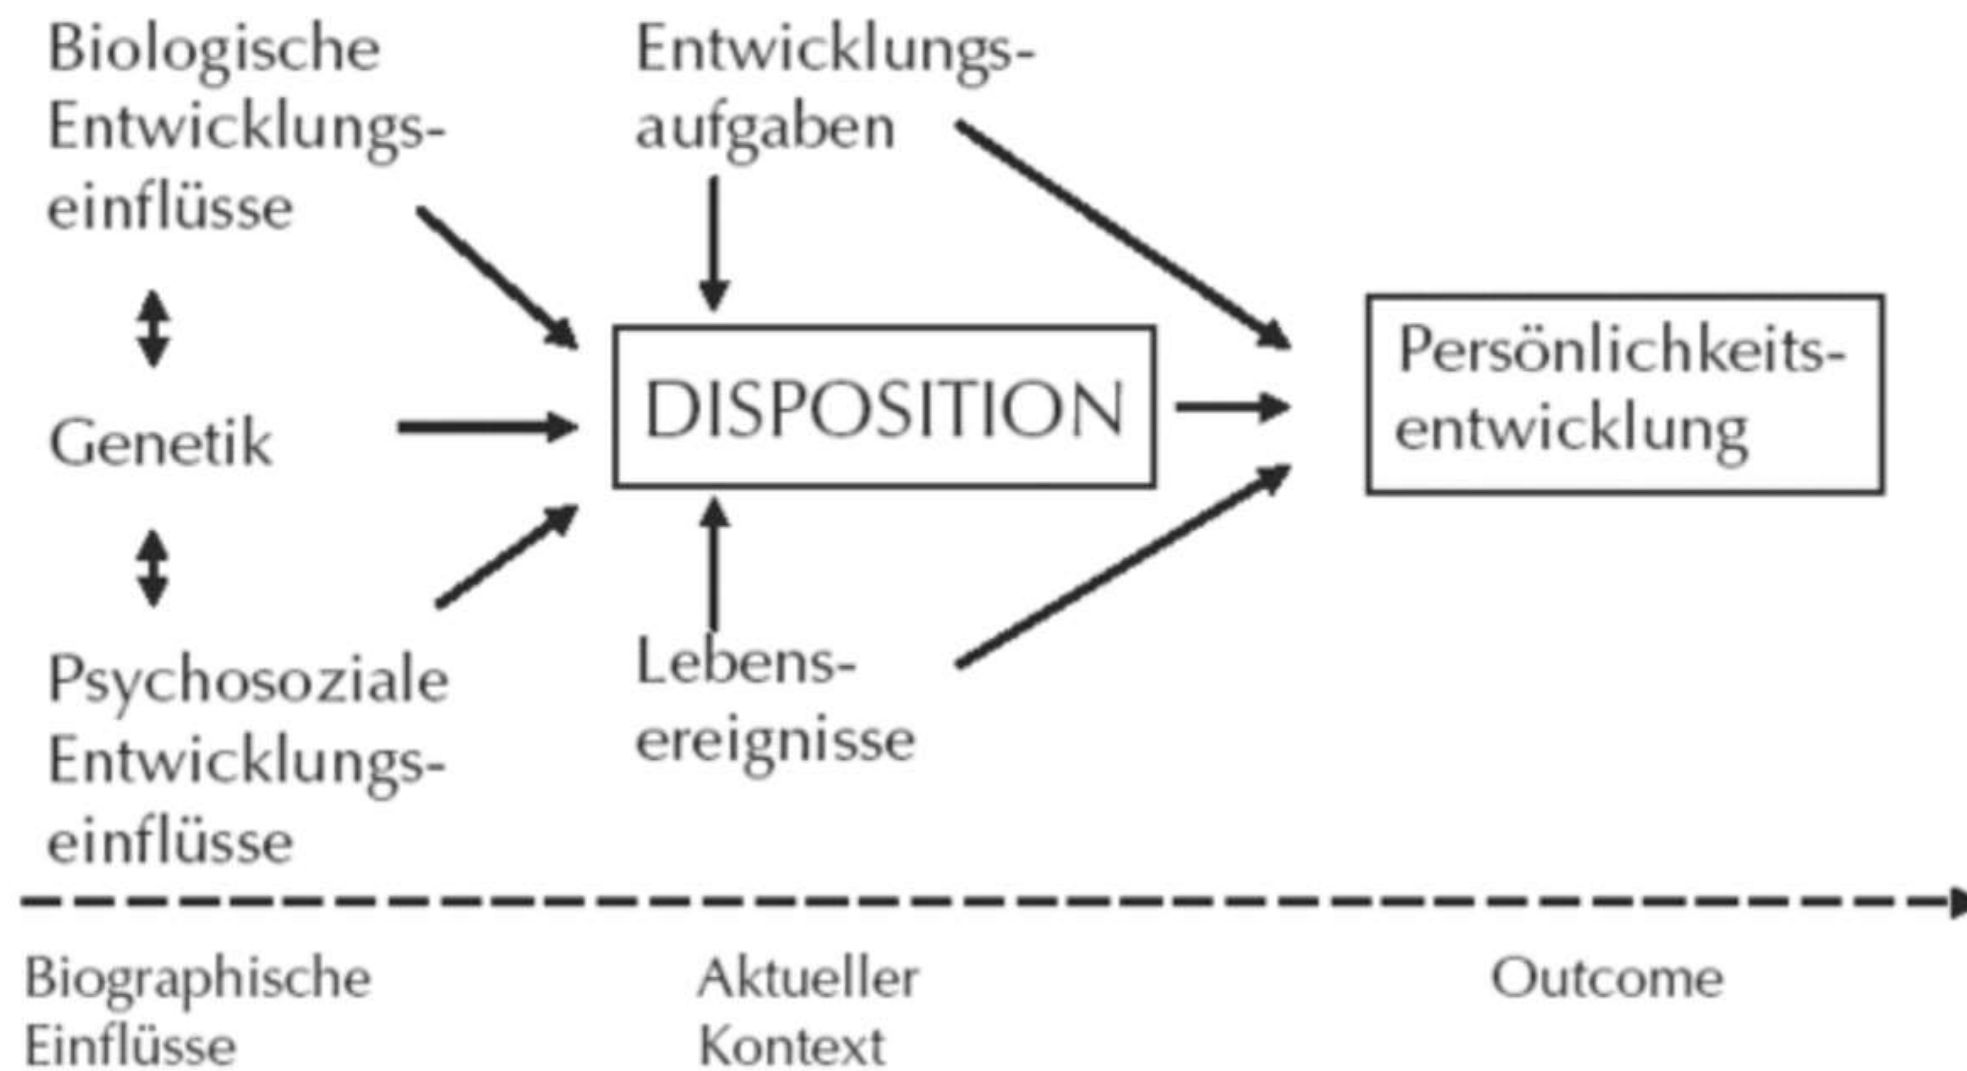 Biologische
Entwicklungs-
einflüsse
Genetik
Psychosoziale
Entwicklungs-
einflüsse
Entwicklungs-
aufgaben
DISPOSITION
Lebens-
ereignisse
Persönlichkeits-
entwicklung
Biographische
Einflüsse
Aktueller
Kontext
Outcome